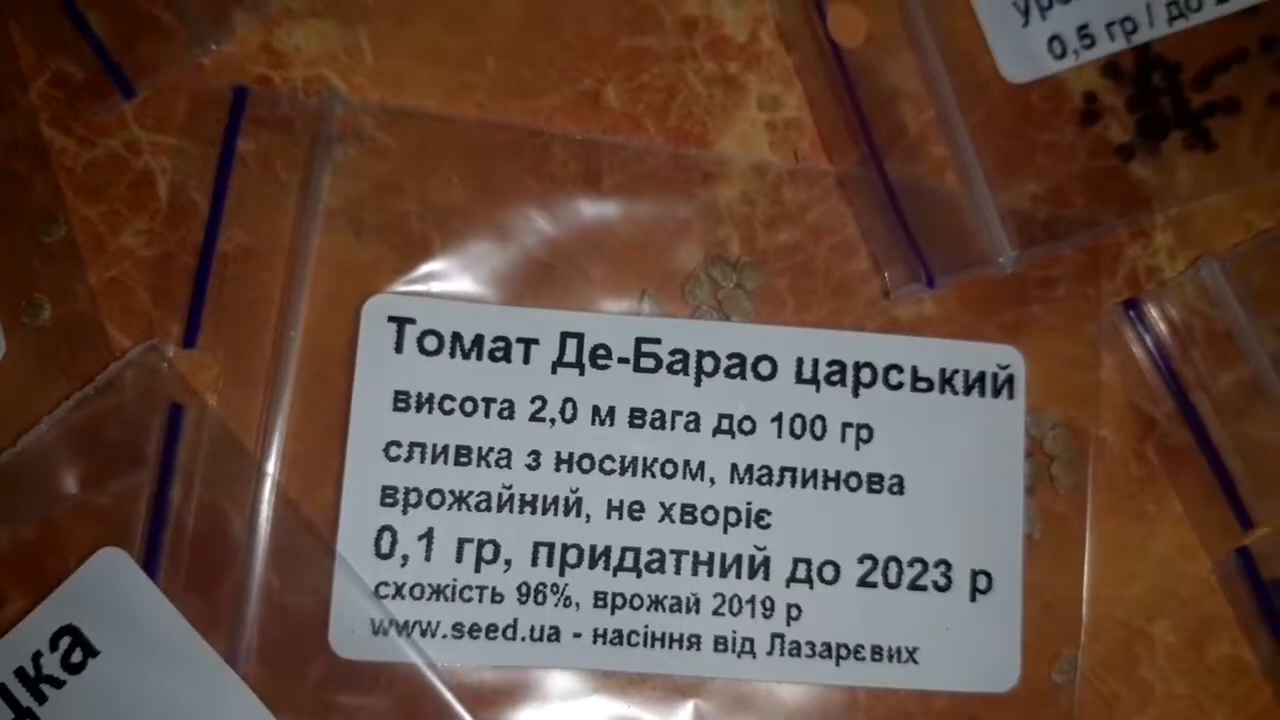 0,5 гр / до
Томат Де-Барао царський
висота 2,0 м вага до 100 гр
сливка з носиком, малинова
врожайний, не хворіє
0,1 гр, придатний до 2023 р
схожість 96%, врожай 2019 р
www.seed.ua - насіння від Лазарєвих